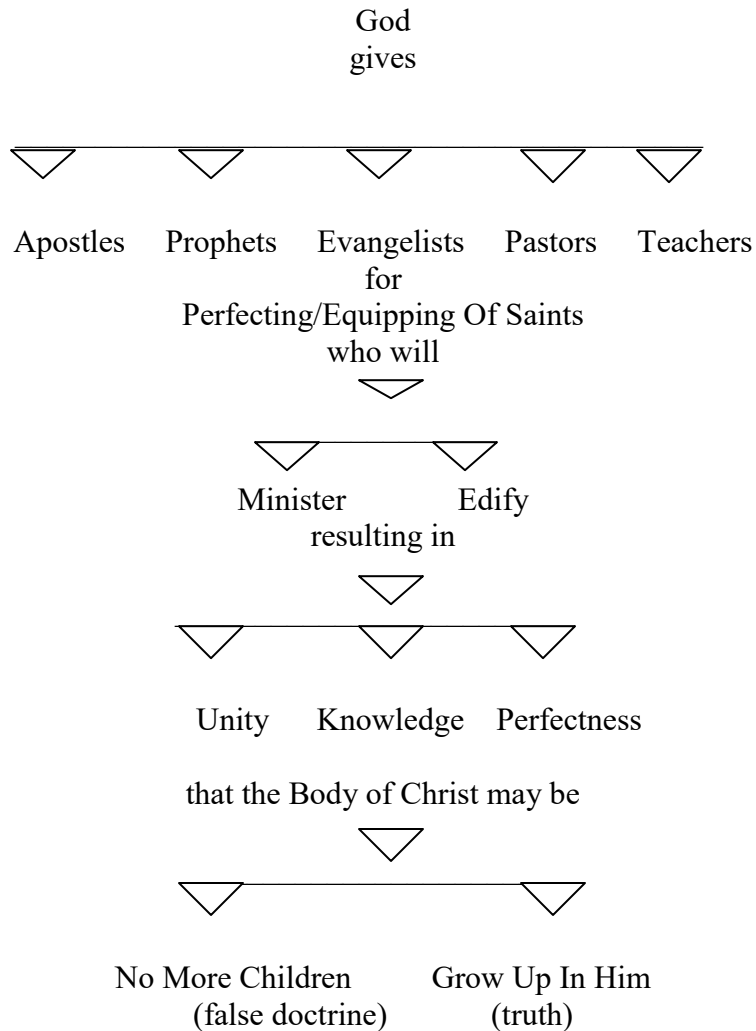 God
gives
Apostles Prophets Evangelists Pastors Teachers
for
Perfecting/Equipping Of Saints
who will
Minister Edify
resulting in
Unity Knowledge Perfectness
that the Body of Christ may be
No More Children Grow Up In Him
(false doctrine) (truth)